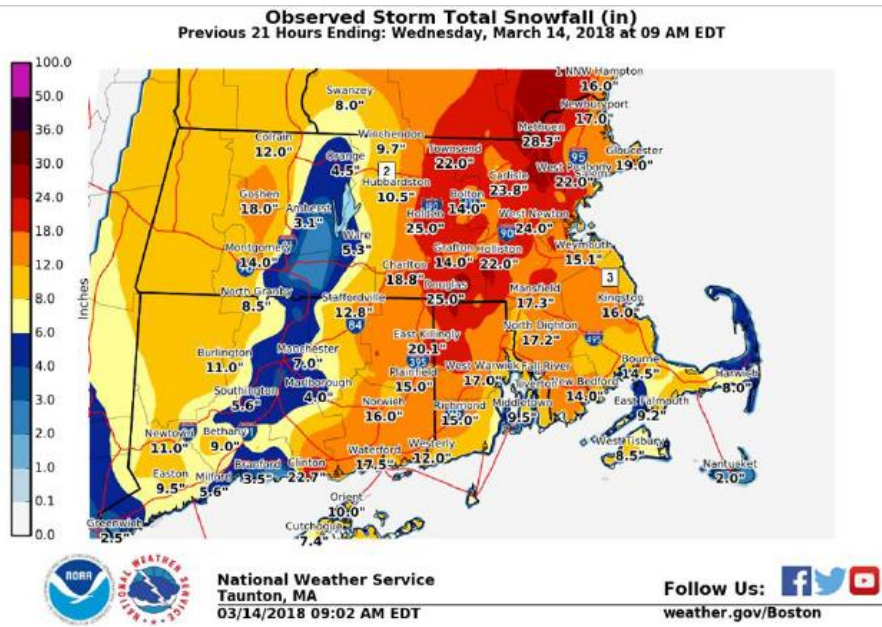 Observed Storm Total Snowfall (in)
Previous 21 Hours Ending: Wednesday, March 14, 2018 at 09 AM EDT
100.0
50.0
36.0
30.0
24.0
18.0
12.0
8.0
6.0
4.0
3.0
2.0
1.0
0.1
0.0
Inches
1 NNW Hampton
16.0"
Swanzey
8.0"
Newburyport
17.0"
Methuen
28.3"
Colrain
12.0"
Winchendon
9.7"
Townsend
22.0"
95
Gloucester
19.0"
Orange
4.5"
2
Hubbardston
10.5"
Carlisle
23.8"
West Peabody
22.0"
Salem
Goshen
18.0"
Amherst
3.1"
Bolton
14.0"
Holden
25.0"
West Newton
24.0"
90
Ware
5.3"
Montgomery
14.0"
Grafton
14.0"
Holliston
22.0"
Weymouth
15.1"
3
Charlton
18.8"
Douglas
25.0"
Mansfield
17.3"
Kingston
16.0"
North Granby
8.5"
Staffordville
12.8"
84
North Dighton
17.2"
495
East Killingly
20.1"
395
Burlington
11.0"
Manchester
7.0"
Plainfield
15.0"
West Warwick
17.0"
Fall River
Tiverton
Bourne
14.5"
Harwich
8.0"
Marlborough
4.0"
Southington
5.6"
New Bedford
14.0"
Norwich
16.0"
Richmond
15.0"
Middletown
9.5"
East Falmouth
9.2"
Newtown
11.0"
Bethany
9.0"
Waterford
17.5"
Westerly
12.0"
West Tisbury
8.5"
Nantucket
2.0"
Easton
9.5"
Milford
5.6"
Branford
3.5"
Clinton
22.7"
Orient
10.0"
Greenwich
2.5"
Cutchogue
7.4"
NOAA
NATIONAL WEATHER SERVICE
National Weather Service
Taunton, MA
03/14/2018 09:02 AM EDT
Follow Us:
weather.gov/Boston